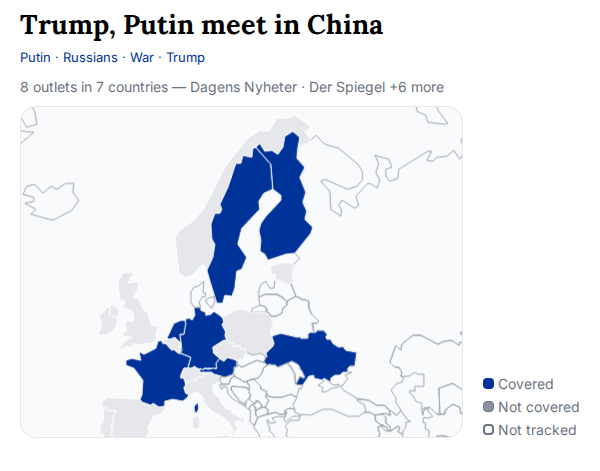 Trump, Putin meet in China
Putin · Russians · War · Trump
8 outlets in 7 countries — Dagens Nyheter · Der Spiegel +6 more
Covered
Not covered
Not tracked